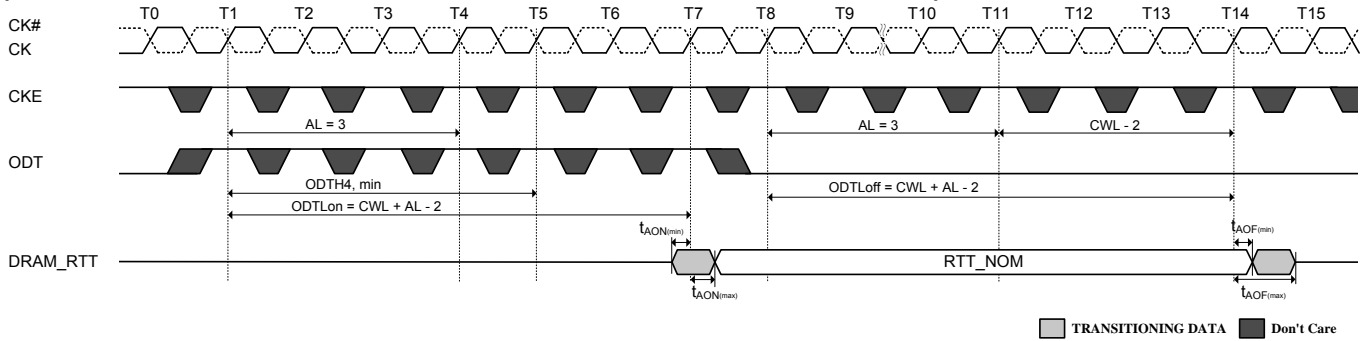 T0 T1 T2 T3 T4 T5 T6 T7 T8 T9 T10 T11 T12 T13 T14 T15
CK#
CK
CKE
AL = 3 AL = 3 CWL - 2
ODT
ODTH4, min
ODTLoff = CWL + AL - 2
ODTLon = CWL + AL - 2
tAON(min) tAOF(min)
DRAM_RTT RTT_NOM
tAON(max) tAOF(max)
TRANSITIONING DATA Don't Care